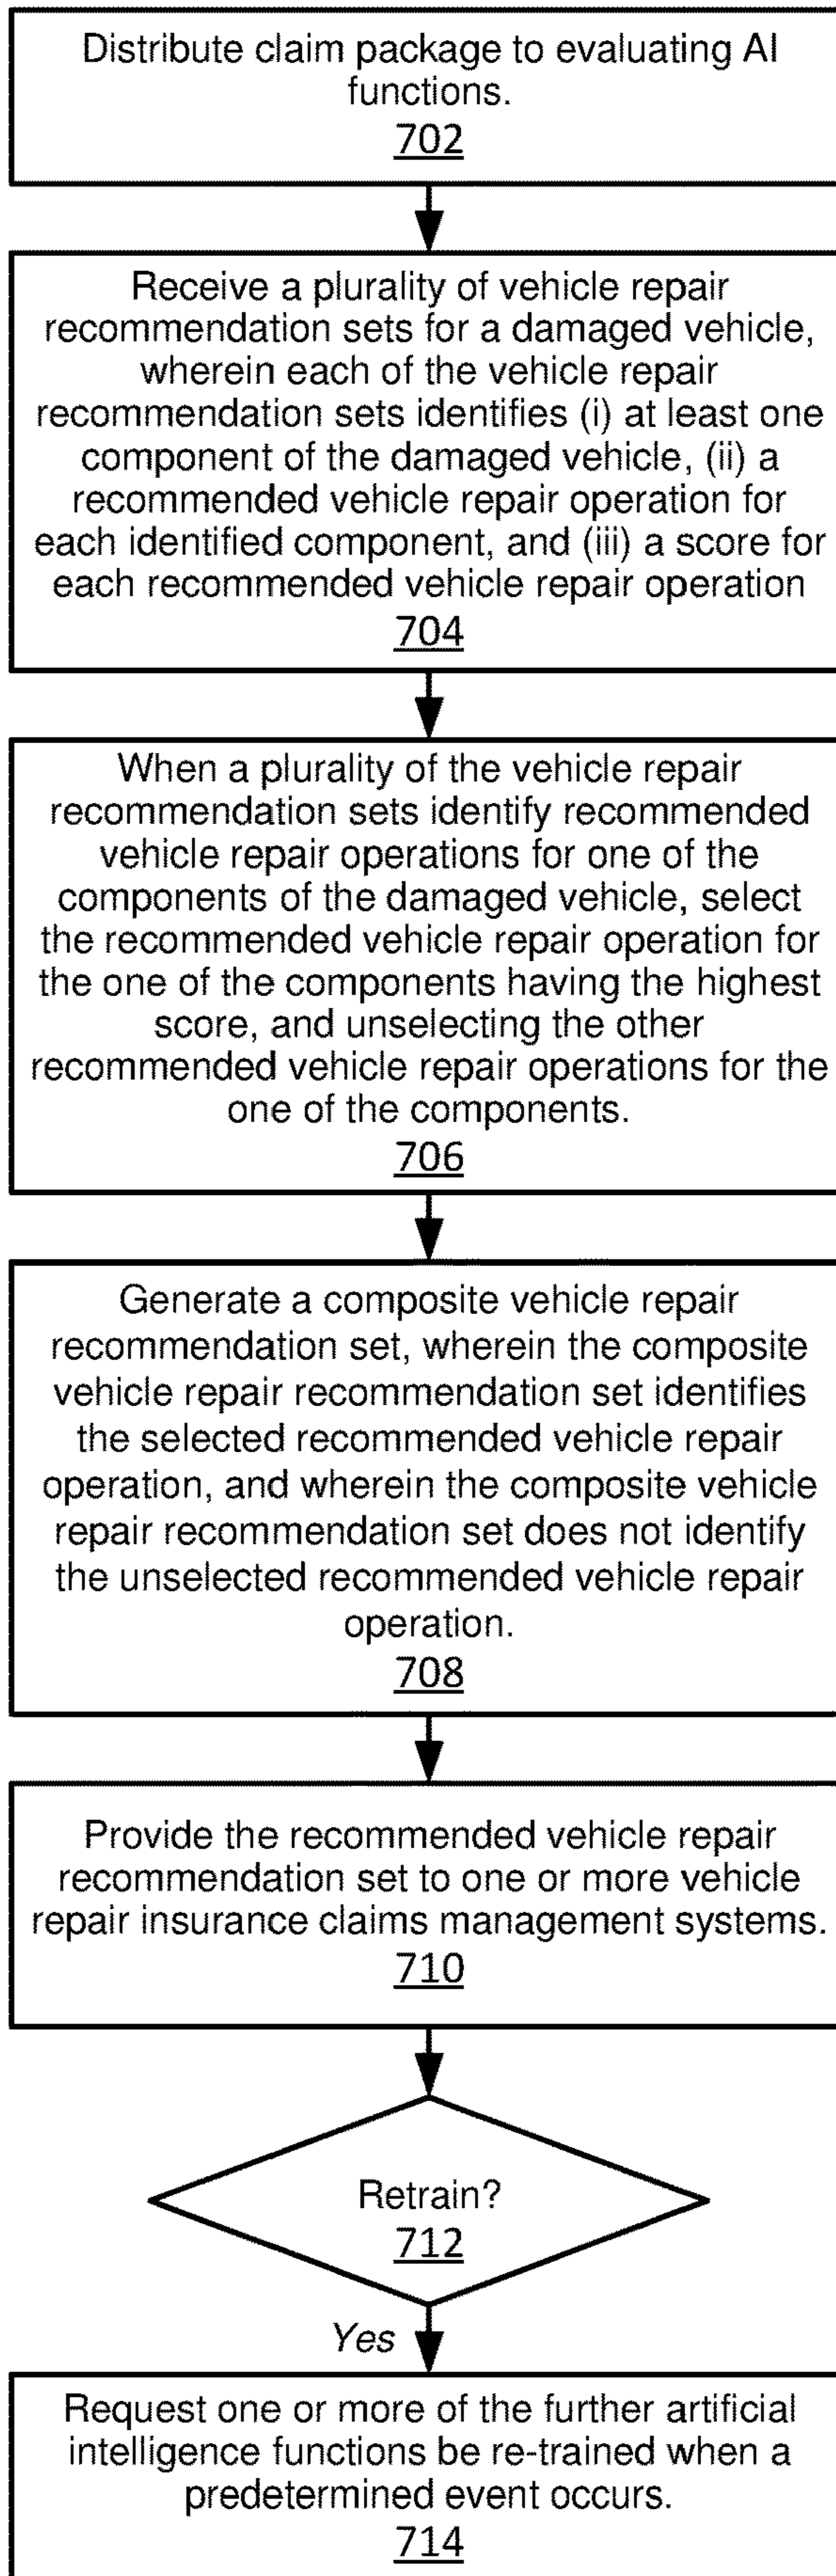 Distribute claim package to evaluating AI
functions.
702
Receive a plurality of vehicle repair
recommendation sets for a damaged vehicle,
wherein each of the vehicle repair
recommendation sets identifies (i) at least one
component of the damaged vehicle, (ii) a
recommended vehicle repair operation for
each identified component, and (iii) a score for
each recommended vehicle repair operation
704
When a plurality of the vehicle repair
recommendation sets identify recommended
vehicle repair operations for one of the
components of the damaged vehicle, select
the recommended vehicle repair operation for
the one of the components having the highest
score, and unselecting the other
recommended vehicle repair operations for the
one of the components.
706
Generate a composite vehicle repair
recommendation set, wherein the composite
vehicle repair recommendation set identifies
the selected recommended vehicle repair
operation, and wherein the composite vehicle
repair recommendation set does not identify
the unselected recommended vehicle repair
operation.
708
Provide the recommended vehicle repair
recommendation set to one or more vehicle
repair insurance claims management systems.
710
Retrain?
712
Yes
Request one or more of the further artificial
intelligence functions be re-trained when a
predetermined event occurs.
714